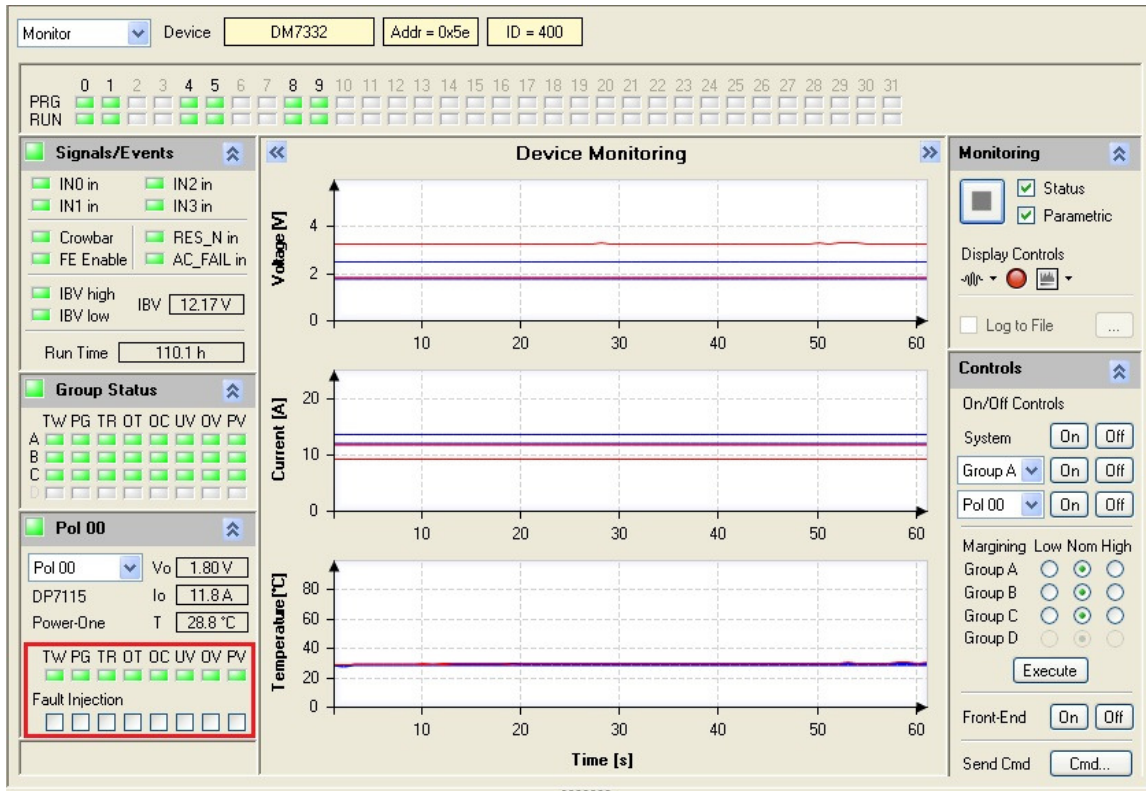 Monitor Device DM7332 Addr = 0x5e ID = 400
0 1 2 3 4 5 6 7 8 9 10 11 12 13 14 15 16 17 18 19 20 21 22 23 24 25 26 27 28 29 30 31
PRG
RUN
Signals/Events
IN0 in IN2 in
IN1 in IN3 in
Crowbar RES_N in
FE Enable AC_FAIL in
IBV high
IBV low
IBV 12.17 V
Run Time 110.1 h
Group Status
TW PG TR OT OC UV OV PV
A
B
C
D
Pol 00
Pol 00 Vo 1.80 V
DP7115 Io 11.8 A
Power-One T 28.8 °C
TW PG TR OT OC UV OV PV
Fault Injection
Device Monitoring
Voltage [V]
4
2
0
10 20 30 40 50 60
Current [A]
20
10
0
10 20 30 40 50 60
Temperature [°C]
80
60
40
20
0
10 20 30 40 50 60
Time [s]
Monitoring
Status
Parametric
Display Controls
Log to File ...
Controls
On/Off Controls
System On Off
Group A On Off
Pol 00 On Off
Margining Low Nom High
Group A
Group B
Group C
Group D
Execute
Front-End On Off
Send Cmd Cmd...